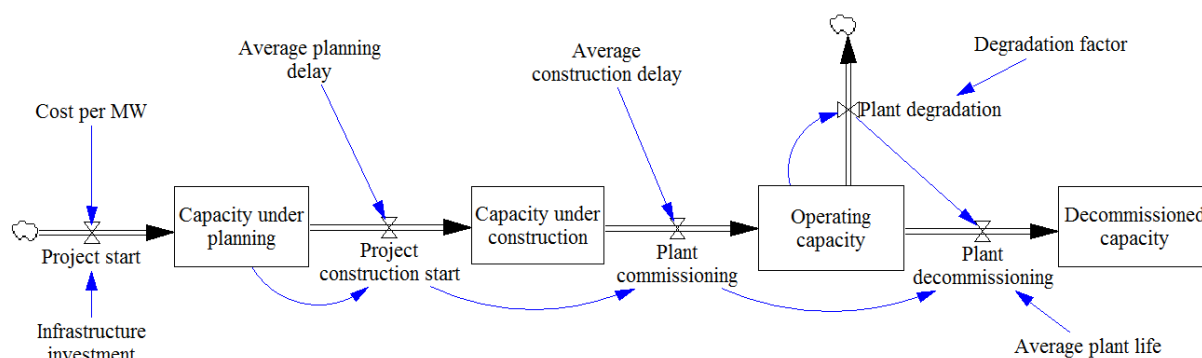 Average planning
delay
Average
construction delay
Degradation factor
Cost per MW
Plant degradation
Capacity under
planning
Capacity under
construction
Operating
capacity
Decommissioned
capacity
Project start
Project
construction start
Plant
commissioning
Plant
decommissioning
Infrastructure
investment
Average plant life